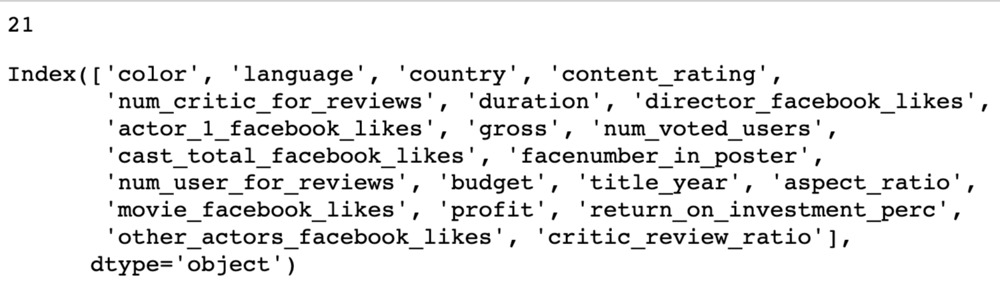 21
Index(['color', 'language', 'country', 'content_rating',
'num_critic_for_reviews', 'duration', 'director_facebook_likes',
'actor_1_facebook_likes', 'gross', 'num_voted_users',
'cast_total_facebook_likes', 'facenumber_in_poster',
'num_user_for_reviews', 'budget', 'title_year', 'aspect_ratio',
'movie_facebook_likes', 'profit', 'return_on_investment_perc',
'other_actors_facebook_likes', 'critic_review_ratio'],
dtype='object')